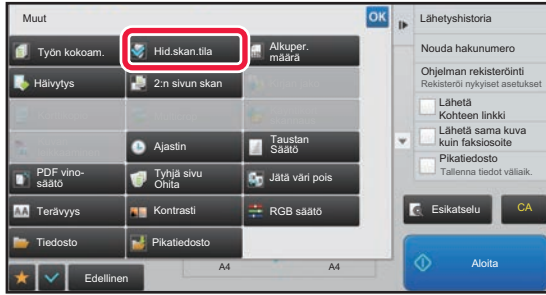 Muut
OK
Työn kokoam.
Hid.skan.tila
Alkuper.
määrä
Häivytys
2:n sivun skan
Ajastin
Taustan
Säätö
PDF vino-
säätö
Tyhjä sivu
Ohita
Jätä väri pois
AA
Terävyys
Kontrasti
RGB säätö
Tiedosto
Pikatiedosto
Edellinen
A4
A4
Lähetyshistoria
Nouda hakunumero
Ohjelman rekisteröinti
Rekisteröi nykyiset asetukset
Lähetä
Kohteen linkki
Lähetä sama kuva
kuin faksiosoite
Pikatiedosto
Tallenna tiedot väliaik.
Esikatselu
CA
Aloita